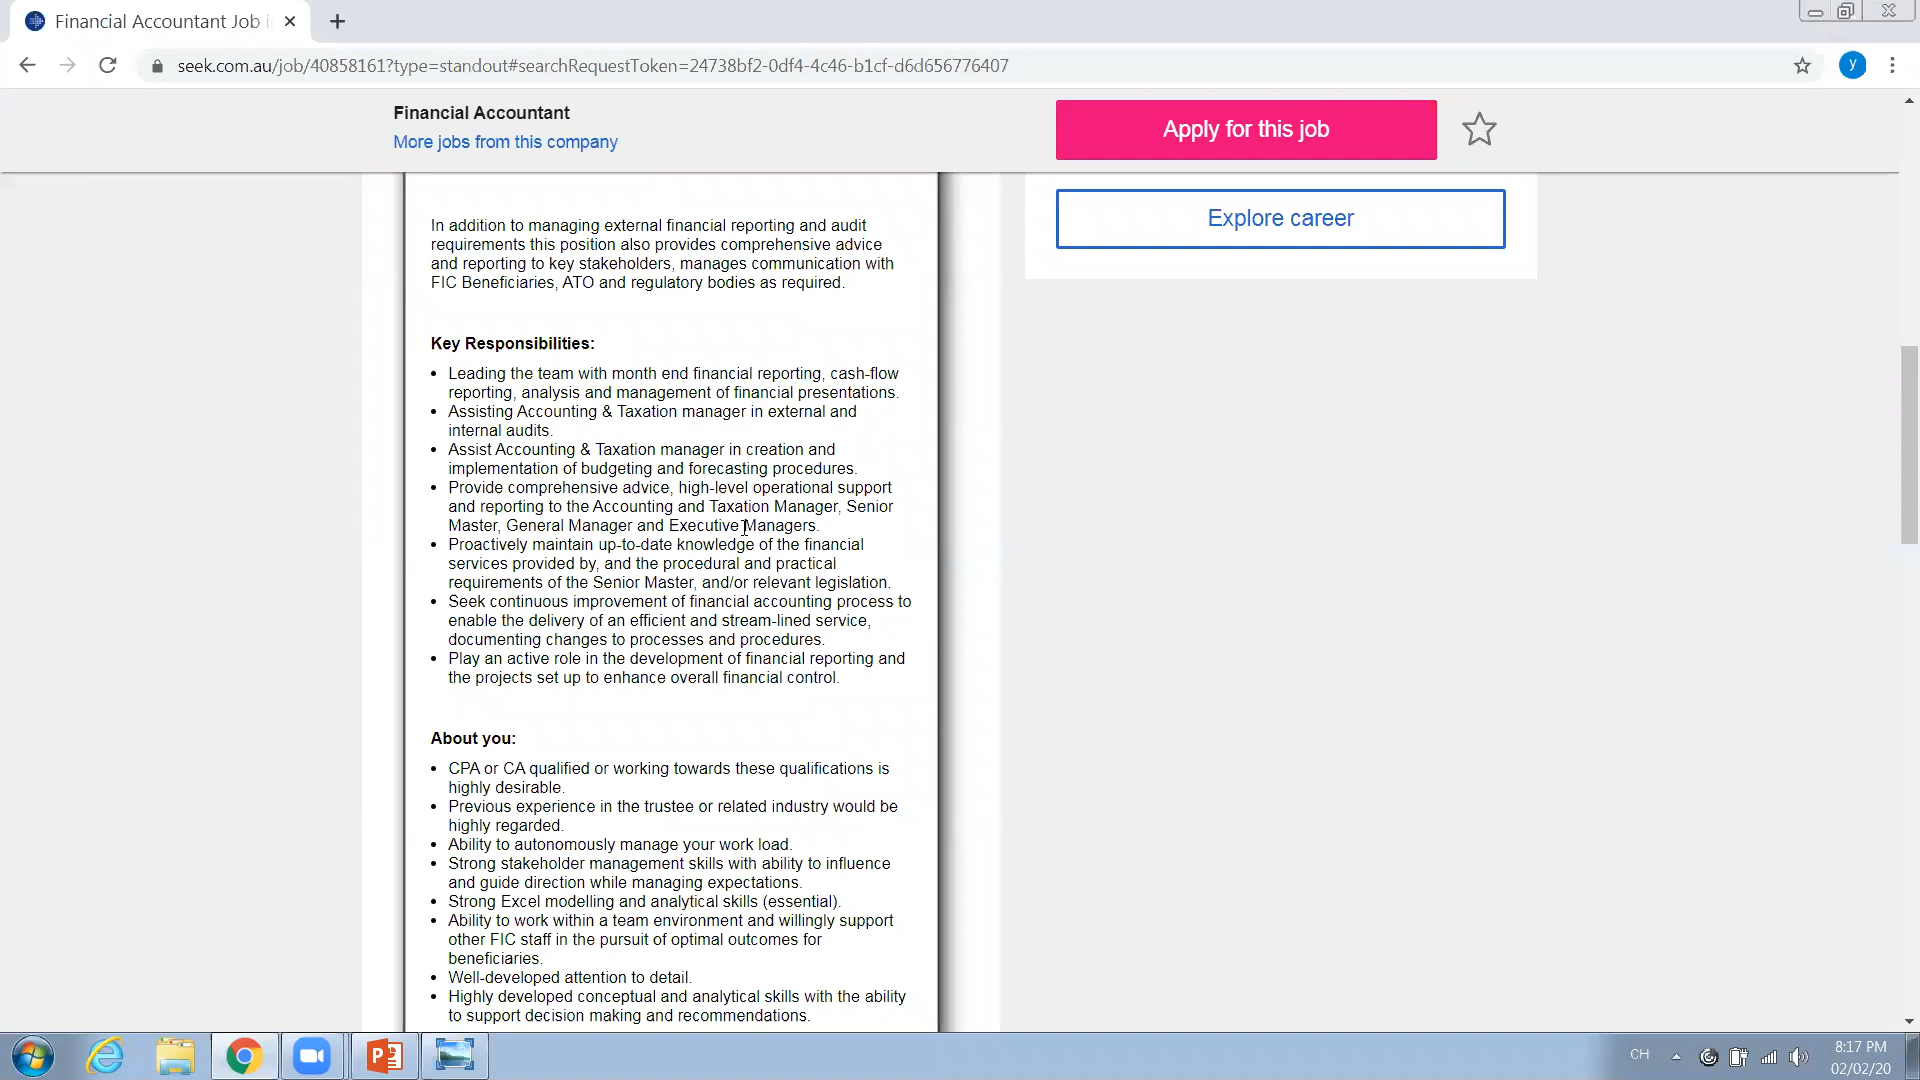 Financial Accountant Job i
seek.com.au/job/40858161?type=standout#searchRequestToken=24738bf2-0df4-4c46-b1cf-d6d656776407
y
Financial Accountant
More jobs from this company
Apply for this job
Explore career
In addition to managing external financial reporting and audit
requirements this position also provides comprehensive advice
and reporting to key stakeholders, manages communication with
FIC Beneficiaries, ATO and regulatory bodies as required.
Key Responsibilities:
• Leading the team with month end financial reporting, cash-flow
reporting, analysis and management of financial presentations.
• Assisting Accounting & Taxation manager in external and
internal audits.
• Assist Accounting & Taxation manager in creation and
implementation of budgeting and forecasting procedures.
• Provide comprehensive advice, high-level operational support
and reporting to the Accounting and Taxation Manager, Senior
Master, General Manager and Executive Managers.
• Proactively maintain up-to-date knowledge of the financial
services provided by, and the procedural and practical
requirements of the Senior Master, and/or relevant legislation.
• Seek continuous improvement of financial accounting process to
enable the delivery of an efficient and stream-lined service,
documenting changes to processes and procedures.
• Play an active role in the development of financial reporting and
the projects set up to enhance overall financial control.
About you:
• CPA or CA qualified or working towards these qualifications is
highly desirable.
• Previous experience in the trustee or related industry would be
highly regarded.
• Ability to autonomously manage your work load.
• Strong stakeholder management skills with ability to influence
and guide direction while managing expectations.
• Strong Excel modelling and analytical skills (essential).
• Ability to work within a team environment and willingly support
other FIC staff in the pursuit of optimal outcomes for
beneficiaries.
• Well-developed attention to detail.
• Highly developed conceptual and analytical skills with the ability
to support decision making and recommendations.
CH
8:17 PM
02/02/20